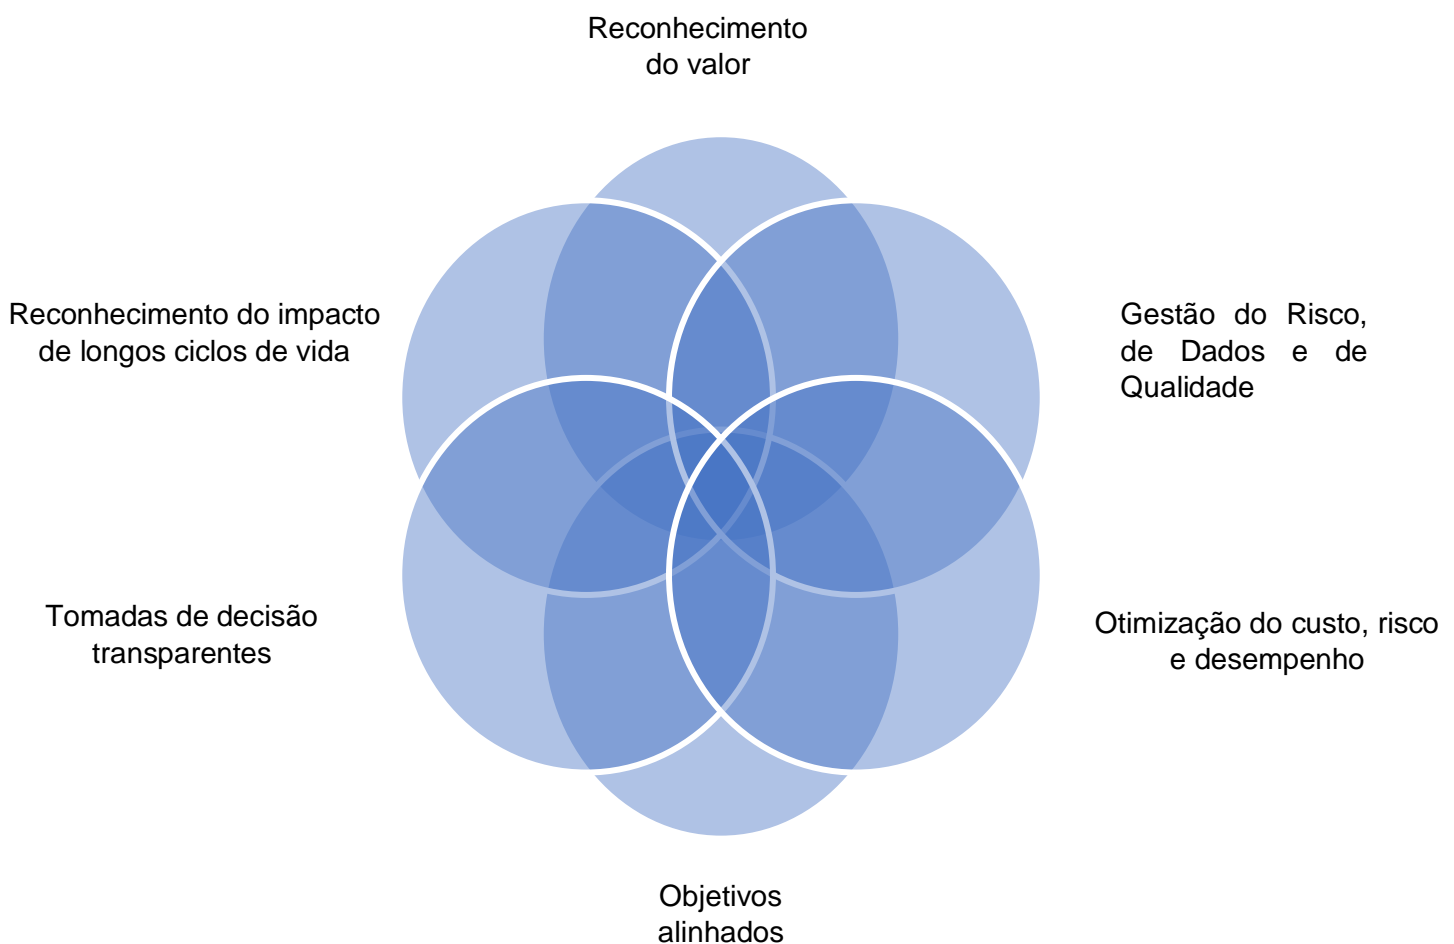 Reconhecimento
do valor
Reconhecimento do impacto
de longos ciclos de vida
Gestão do Risco,
de Dados e de
Qualidade
Tomadas de decisão
transparentes
Otimização do custo, risco
e desempenho
Objetivos
alinhados